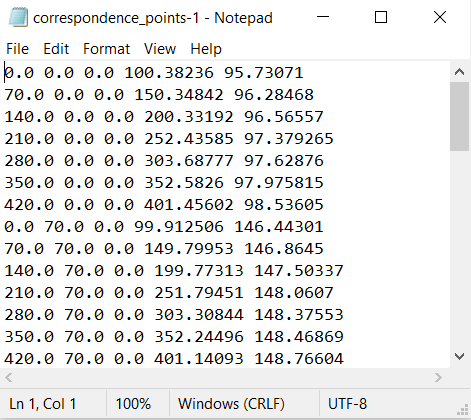 correspondence_points-1 - Notepad
File Edit Format View Help
0.0 0.0 0.0 100.38236 95.73071
70.0 0.0 0.0 150.34842 96.28468
140.0 0.0 0.0 200.33192 96.56557
210.0 0.0 0.0 252.43585 97.379265
280.0 0.0 0.0 303.68777 97.62876
350.0 0.0 0.0 352.5826 97.975815
420.0 0.0 0.0 401.45602 98.53605
0.0 70.0 0.0 99.912506 146.44301
70.0 70.0 0.0 149.79953 146.8645
140.0 70.0 0.0 199.77313 147.50337
210.0 70.0 0.0 251.79451 148.0607
280.0 70.0 0.0 303.30844 148.37553
350.0 70.0 0.0 352.24496 148.46869
420.0 70.0 0.0 401.14093 148.76604
Ln 1, Col 1 100% Windows (CRLF) UTF-8